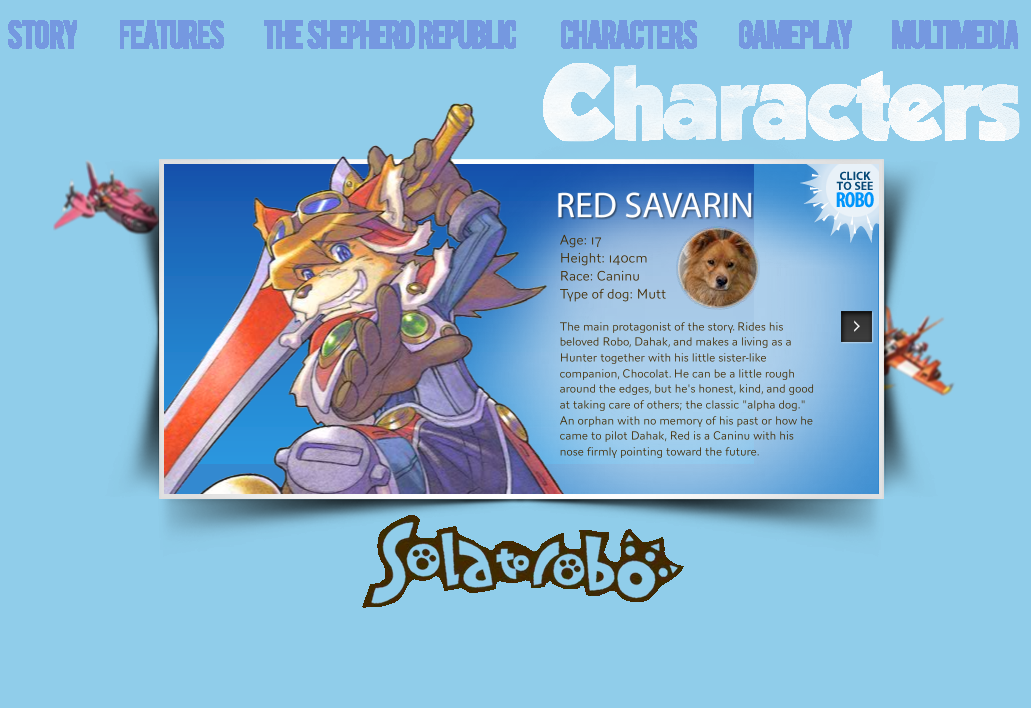 STORY FEATURES THE SHEPHERD REPUBLIC CHARACTERS GAMEPLAY MULTIMEDIA
Characters
CLICK
TO SEE
ROBO
RED SAVARIN
Age: 17
Height: 140cm
Race: Caninu
Type of dog: Mutt
The main protagonist of the story. Rides his
beloved Robo, Dahak, and makes a living as a
Hunter together with his little sister-like
companion, Chocolat. He can be a little rough
around the edges, but he's honest, kind, and good
at taking care of others; the classic "alpha dog."
An orphan with no memory of his past or how he
came to pilot Dahak, Red is a Caninu with his
nose firmly pointing toward the future.
Solatorobo